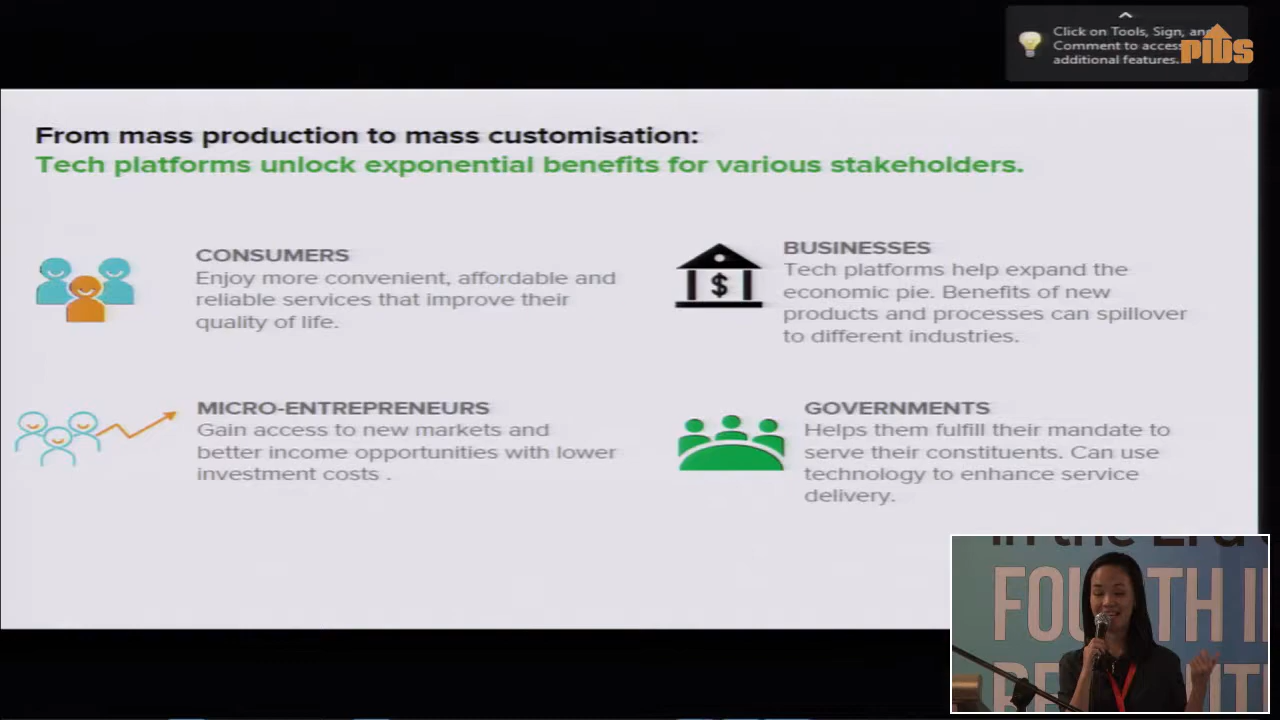 Click on Tools, Sign, and
Comment to access
additional features.
PIDS
From mass production to mass customisation:
Tech platforms unlock exponential benefits for various stakeholders.
CONSUMERS
Enjoy more convenient, affordable and
reliable services that improve their
quality of life.
BUSINESSES
Tech platforms help expand the
economic pie. Benefits of new
products and processes can spillover
to different industries.
$
MICRO-ENTREPRENEURS
Gain access to new markets and
better income opportunities with lower
investment costs .
GOVERNMENTS
Helps them fulfill their mandate to
serve their constituents. Can use
technology to enhance service
delivery.
in the Era